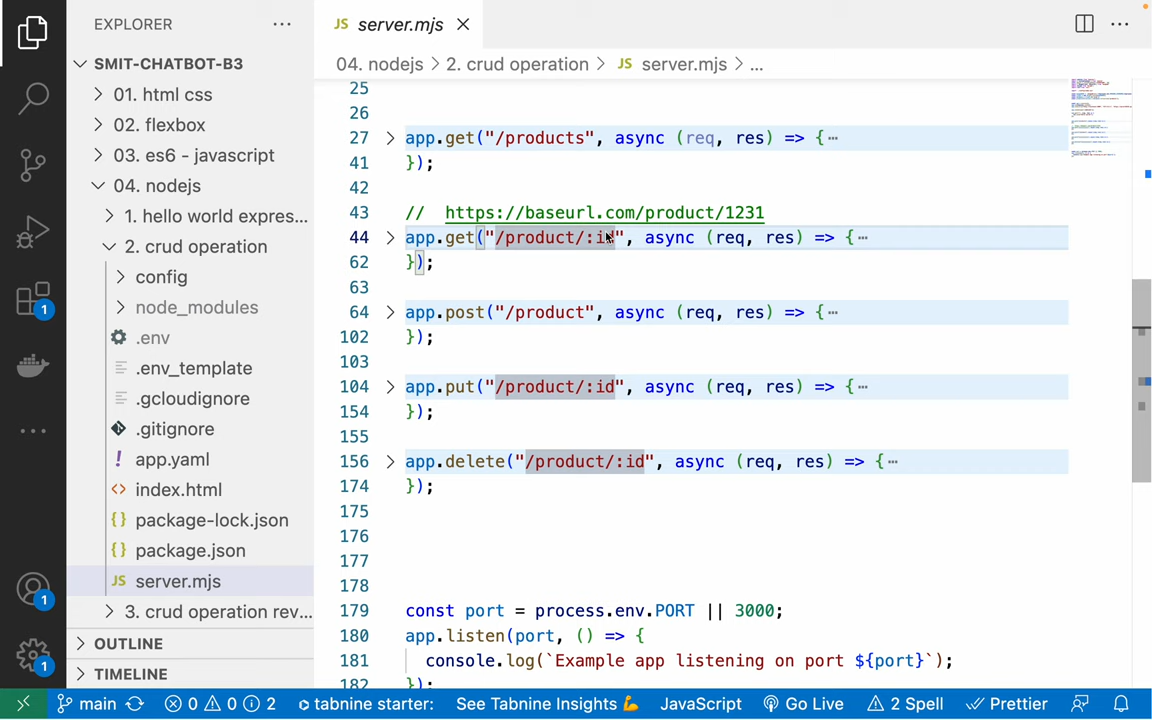 EXPLORER
SMIT-CHATBOT-B3
01. html css
02. flexbox
03. es6 - javascript
04. nodejs
1. hello world expres...
2. crud operation
config
node_modules
.env
.env_template
.gcloudignore
.gitignore
app.yaml
index.html
package-lock.json
package.json
JS server.mjs
3. crud operation rev...
OUTLINE
TIMELINE
1
1
1
JS server.mjs
04. nodejs > 2. crud operation > JS server.mjs > ...
25
26
27 app.get("/products", async (req, res) => {⋯
41 });
42
43 // https://baseurl.com/product/1231
44 app.get("/product/:id", async (req, res) => {⋯
62 });
63
64 app.post("/product", async (req, res) => {⋯
102 });
103
104 app.put("/product/:id", async (req, res) => {⋯
154 });
155
156 app.delete("/product/:id", async (req, res) => {⋯
174 });
175
176
177
178
179 const port = process.env.PORT || 3000;
180 app.listen(port, () => {
181 console.log(`Example app listening on port ${port}`);
182 });
main 0 0 2 tabnine starter: See Tabnine Insights 💪 JavaScript Go Live 2 Spell Prettier